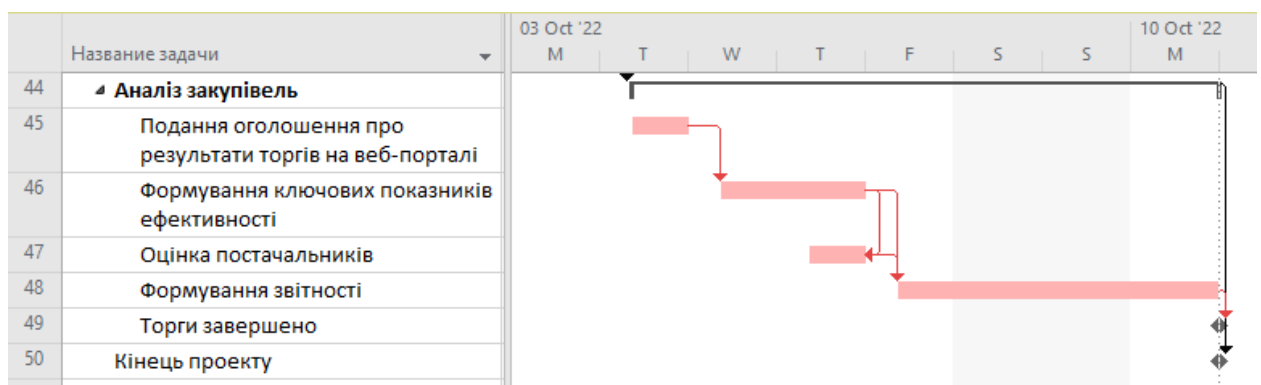 03 Oct '22 10 Oct '22
Название задачи M T W T F S S M
44 Аналіз закупівель
45 Подання оголошення про
результати торгів на веб-порталі
46 Формування ключових показників
ефективності
47 Оцінка постачальників
48 Формування звітності
49 Торги завершено
50 Кінець проекту